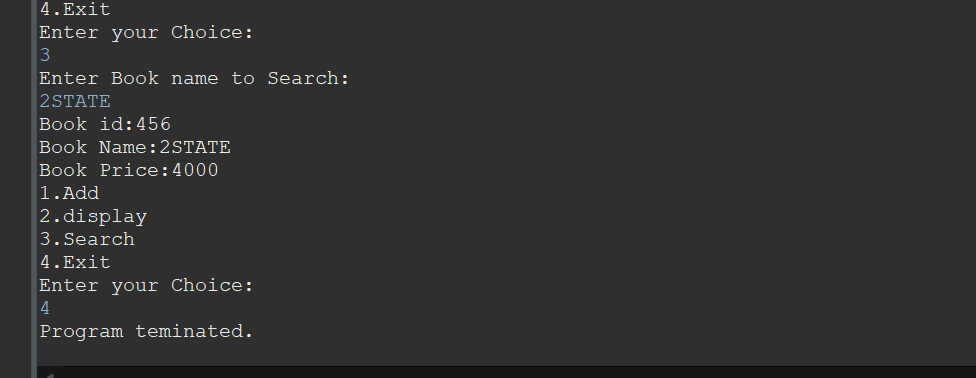 4.Exit
Enter your Choice:
3
Enter Book name to Search:
2STATE
Book id:456
Book Name:2STATE
Book Price:4000
1.Add
2.display
3.Search
4.Exit
Enter your Choice:
4
Program teminated.